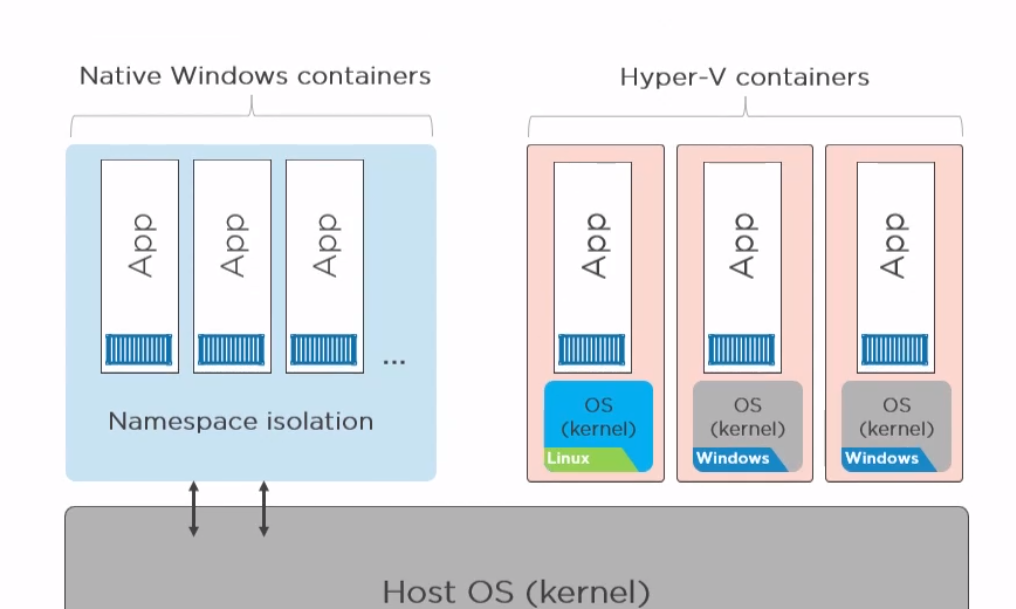 Native Windows containers
Hyper-V containers
App
App
App
...
Namespace isolation
App
App
App
OS
(kernel)
Linux
OS
(kernel)
Windows
OS
(kernel)
Windows
Host OS (kernel)